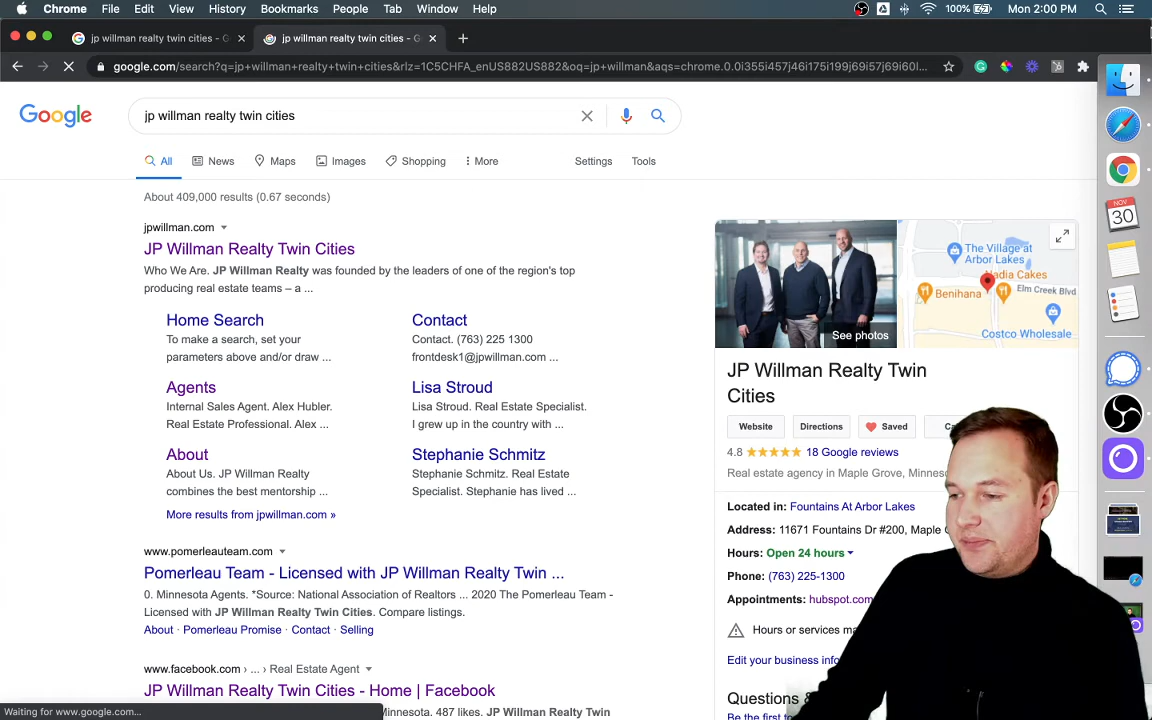 Chrome File Edit View History Bookmarks People Tab Window Help 100% Mon 2:00 PM
jp willman realty twin cities - G
jp willman realty twin cities - G
google.com/search?q=jp+willman+realty+twin+cities&rlz=1C5CHFA_enUS882US882&oq=jp+willman&aqs=chrome.0.0i355i457j46i175i199j69i57j69i60l...
Google
jp willman realty twin cities
All News Maps Images Shopping More Settings Tools
About 409,000 results (0.67 seconds)
jpwillman.com
JP Willman Realty Twin Cities
Who We Are. JP Willman Realty was founded by the leaders of one of the region's top
producing real estate teams – a ...
Home Search
To make a search, set your
parameters above and/or draw ...
Contact
Contact. (763) 225 1300
frontdesk1@jpwillman.com ...
Agents
Internal Sales Agent. Alex Hubler.
Real Estate Professional. Alex ...
Lisa Stroud
Lisa Stroud. Real Estate Specialist.
I grew up in the country with ...
About
About Us. JP Willman Realty
combines the best mentorship ...
Stephanie Schmitz
Stephanie Schmitz. Real Estate
Specialist. Stephanie has lived ...
More results from jpwillman.com »
www.pomerleauteam.com
Pomerleau Team - Licensed with JP Willman Realty Twin ...
0. Minnesota Agents. *Source: National Association of Realtors ... 2020 The Pomerleau Team -
Licensed with JP Willman Realty Twin Cities. Compare listings.
About · Pomerleau Promise · Contact · Selling
www.facebook.com › ... › Real Estate Agent
JP Willman Realty Twin Cities - Home | Facebook
Minnesota. 487 likes. JP Willman Realty Twin
Waiting for www.google.com...
See photos
The Village at
Arbor Lakes
Nadia Cakes
Benihana
Elm Creek Blvd
Costco Wholesale
JP Willman Realty Twin
Cities
Website Directions Saved Ca
4.8 18 Google reviews
Real estate agency in Maple Grove, Minnes
Located in: Fountains At Arbor Lakes
Address: 11671 Fountains Dr #200, Maple
Hours: Open 24 hours
Phone: (763) 225-1300
Appointments: hubspot.com
Hours or services ma
Edit your business info
Questions &
Be the first to
NOV
30